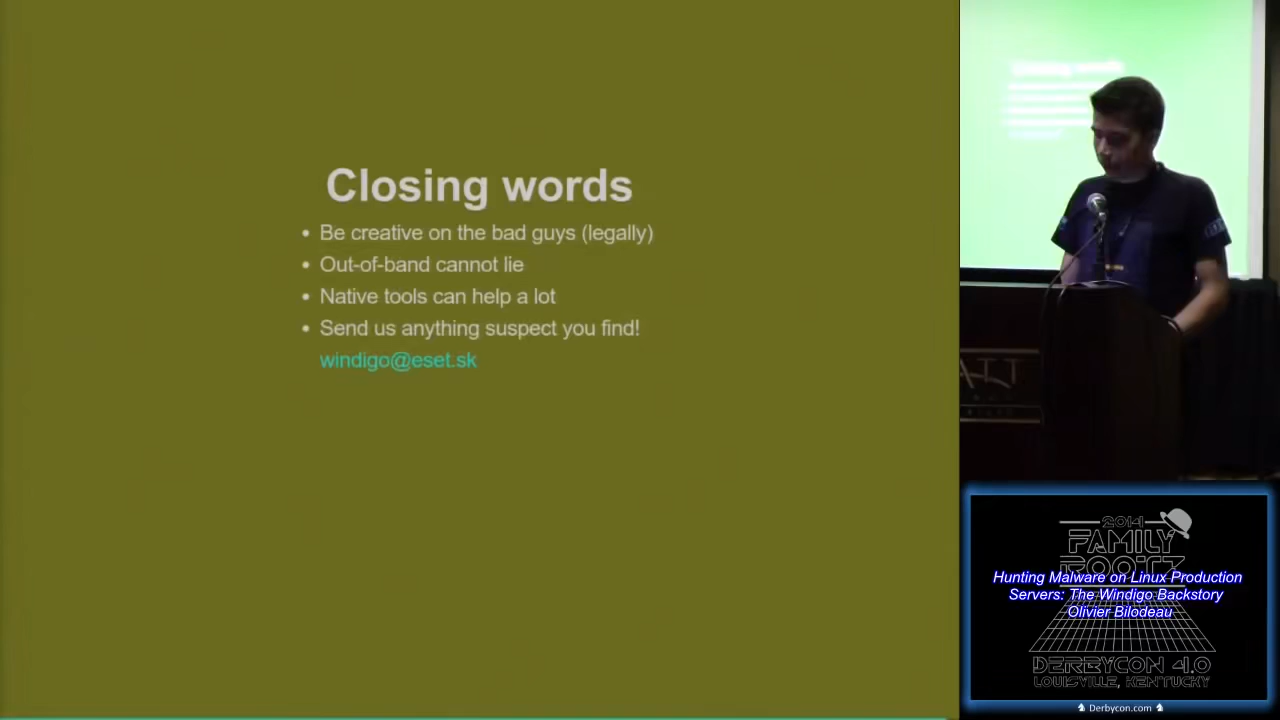 Closing words
• Be creative on the bad guys (legally)
• Out-of-band cannot lie
• Native tools can help a lot
• Send us anything suspect you find!
windigo@eset.sk
2014
FAMILY
ROOTZ
Hunting Malware on Linux Production
Servers: The Windigo Backstory
Olivier Bilodeau
DERBYCON 4.0
LOUISVILLE, KENTUCKY
Derbycon.com